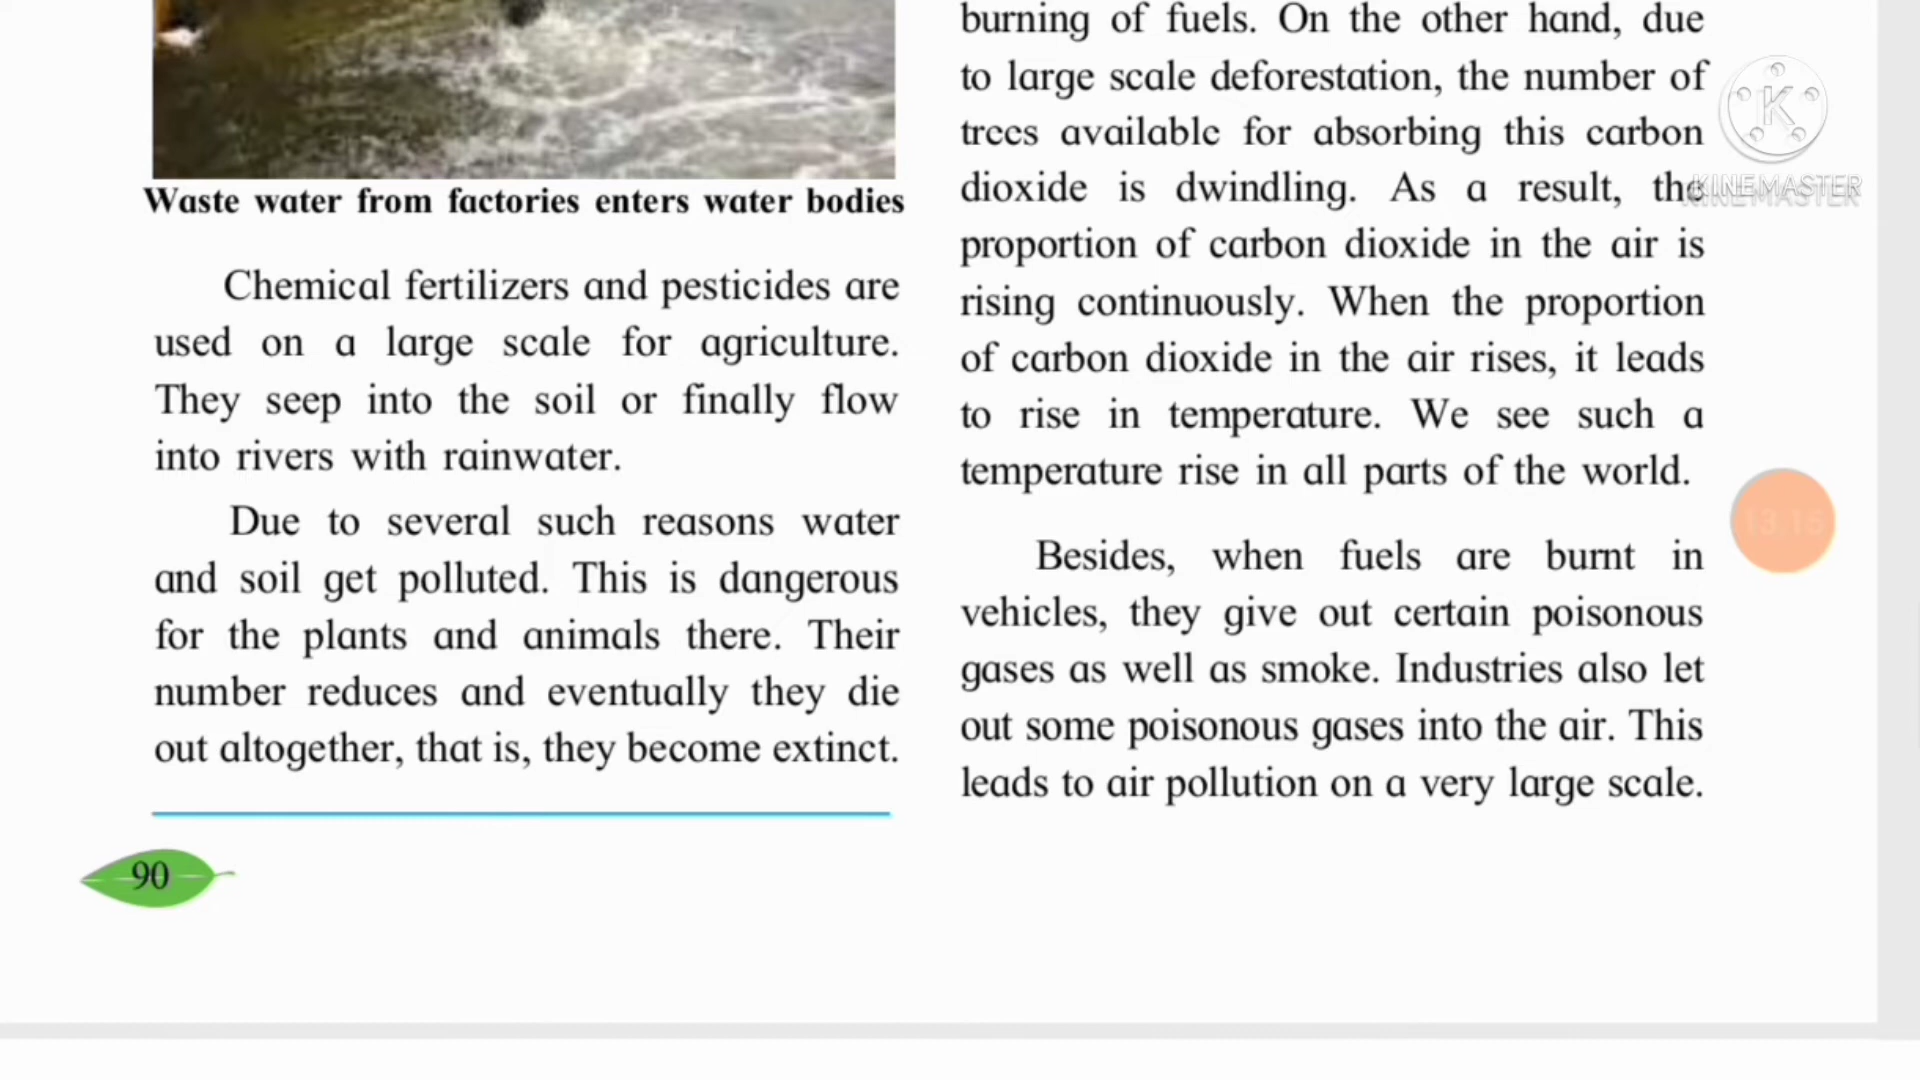 Waste water from factories enters water bodies
Chemical fertilizers and pesticides are
used on a large scale for agriculture.
They seep into the soil or finally flow
into rivers with rainwater.
Due to several such reasons water
and soil get polluted. This is dangerous
for the plants and animals there. Their
number reduces and eventually they die
out altogether, that is, they become extinct.
90
burning of fuels. On the other hand, due
to large scale deforestation, the number of
trees available for absorbing this carbon
dioxide is dwindling. As a result, the
proportion of carbon dioxide in the air is
rising continuously. When the proportion
of carbon dioxide in the air rises, it leads
to rise in temperature. We see such a
temperature rise in all parts of the world.
Besides, when fuels are burnt in
vehicles, they give out certain poisonous
gases as well as smoke. Industries also let
out some poisonous gases into the air. This
leads to air pollution on a very large scale.
K
KINEMASTER
13:15